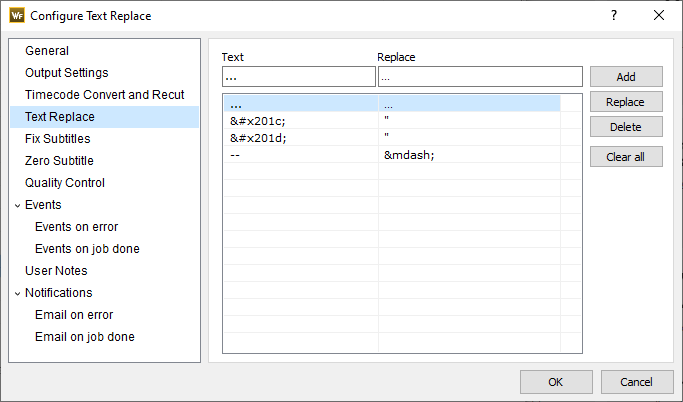 WF Configure Text Replace ?
General
Output Settings
Timecode Convert and Recut
Text Replace
Fix Subtitles
Zero Subtitle
Quality Control
Events
Events on error
Events on job done
User Notes
Notifications
Email on error
Email on job done
Text Replace
... ...
... ...
&#x201c; "
&#x201d; "
-- &mdash;
Add
Replace
Delete
Clear all
OK Cancel